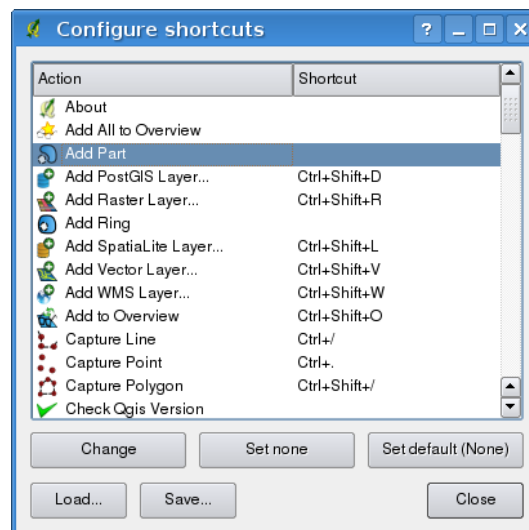 Configure shortcuts ?
Action Shortcut
About
Add All to Overview
Add Part
Add PostGIS Layer... Ctrl+Shift+D
Add Raster Layer... Ctrl+Shift+R
Add Ring
Add SpatiaLite Layer... Ctrl+Shift+L
Add Vector Layer... Ctrl+Shift+V
Add WMS Layer... Ctrl+Shift+W
Add to Overview Ctrl+Shift+O
Capture Line Ctrl+/
Capture Point Ctrl+.
Capture Polygon Ctrl+Shift+/
Check Qgis Version
Change Set none Set default (None)
Load... Save... Close